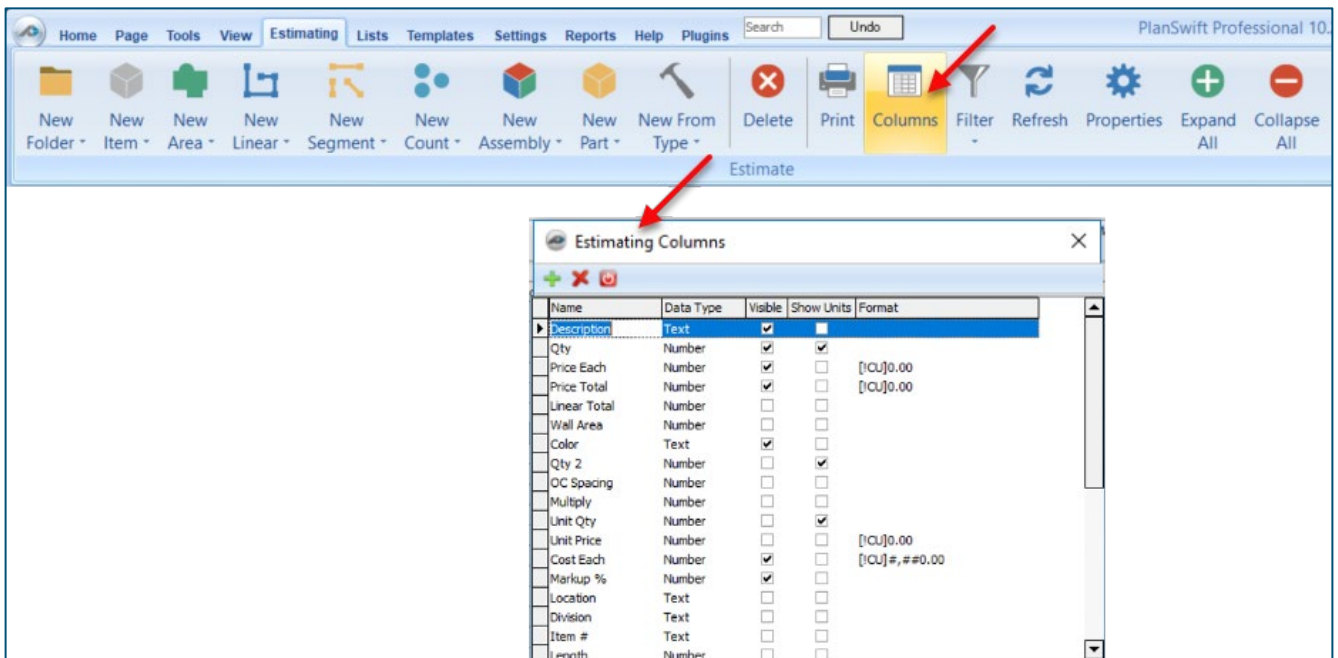 Home Page Tools View Estimating Lists Templates Settings Reports Help Plugins Search Undo PlanSwift Professional 10.
New Folder
New Item
New Area
New Linear
New Segment
New Count
New Assembly
New Part
New From Type
Delete
Print
Columns
Filter
Refresh
Properties
Expand All
Collapse All
Estimate
Estimating Columns
Name Data Type Visible Show Units Format
Description Text
Qty Number
Price Each Number [!CU]0.00
Price Total Number [!CU]0.00
Linear Total Number
Wall Area Number
Color Text
Qty 2 Number
OC Spacing Number
Multiply Number
Unit Qty Number
Unit Price Number [!CU]0.00
Cost Each Number [!CU]#,##0.00
Markup % Number
Location Text
Division Text
Item # Text
Length Number